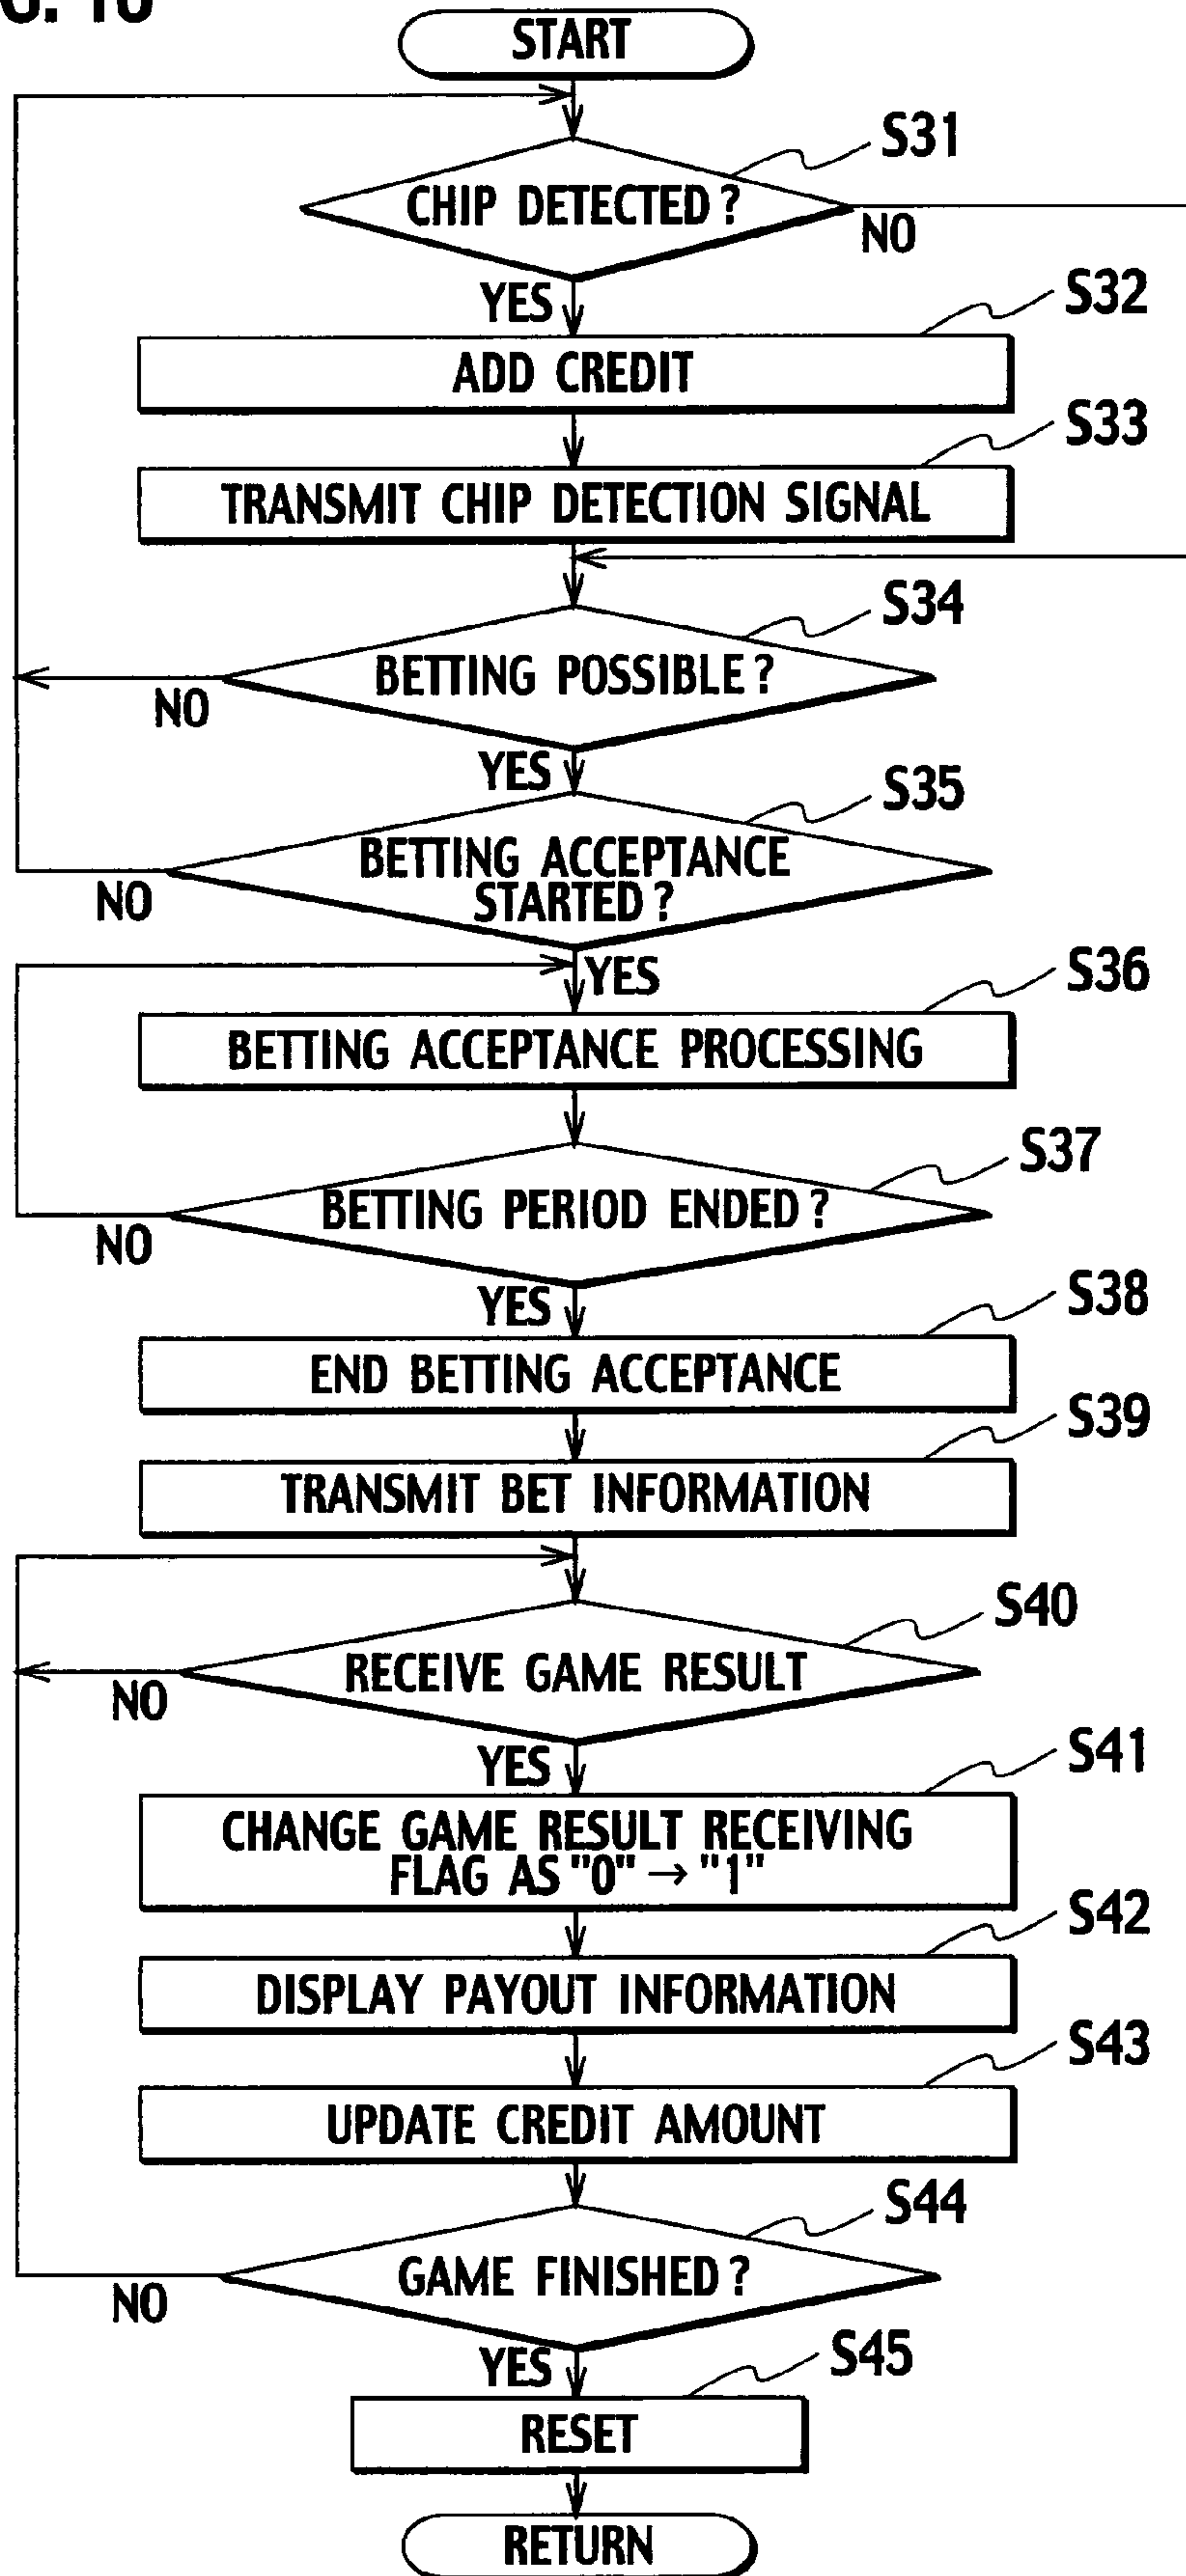 START
S31
CHIP DETECTED?
NO
YES
S32
ADD CREDIT
S33
TRANSMIT CHIP DETECTION SIGNAL
S34
BETTING POSSIBLE?
NO
YES
S35
BETTING ACCEPTANCE
STARTED?
NO
YES
S36
BETTING ACCEPTANCE PROCESSING
S37
BETTING PERIOD ENDED?
NO
YES
S38
END BETTING ACCEPTANCE
S39
TRANSMIT BET INFORMATION
S40
RECEIVE GAME RESULT
NO
YES
S41
CHANGE GAME RESULT RECEIVING
FLAG AS "0" → "1"
S42
DISPLAY PAYOUT INFORMATION
S43
UPDATE CREDIT AMOUNT
S44
GAME FINISHED?
NO
YES
S45
RESET
RETURN